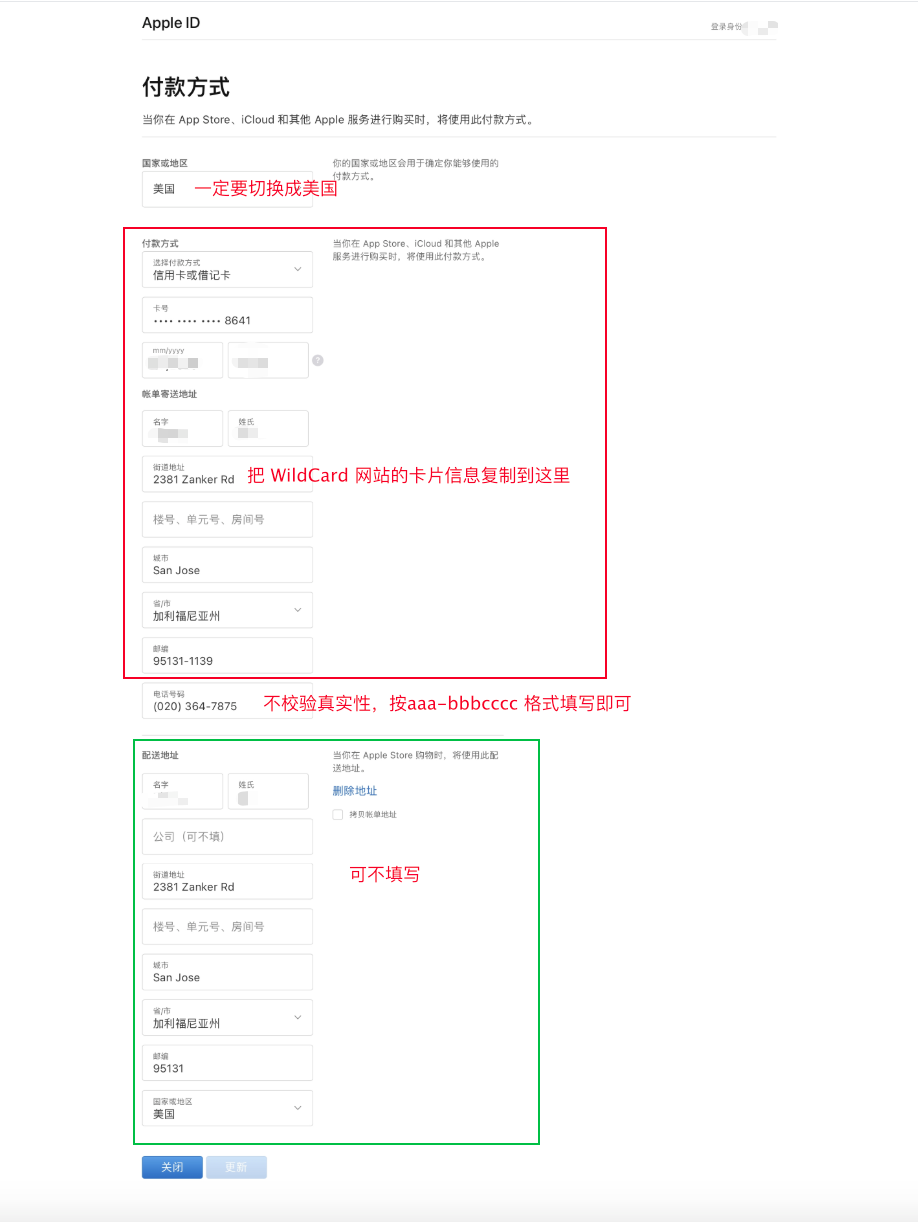 Apple ID
登录身份
付款方式
当你在 App Store、iCloud 和其他 Apple 服务进行购买时，将使用此付款方式。
国家或地区
美国
一定要切换成美国
你的国家或地区会用于确定你能够使用的
付款方式。
付款方式
选择付款方式
信用卡或借记卡
当你在 App Store、iCloud 和其他 Apple
服务进行购买时，将使用此付款方式。
卡号
•••• •••• •••• 8641
mm/yyyy
?
帐单寄送地址
名字
姓氏
街道地址
2381 Zanker Rd
把 WildCard 网站的卡片信息复制到这里
楼号、单元号、房间号
城市
San Jose
省/市
加利福尼亚州
邮编
95131-1139
电话号码
(020) 364-7875
不校验真实性，按aaa-bbbcccc 格式填写即可
配送地址
当你在 Apple Store 购物时，将使用此配
送地址。
名字
姓氏
删除地址
拷贝帐单地址
公司（可不填）
街道地址
2381 Zanker Rd
可不填写
楼号、单元号、房间号
城市
San Jose
省/市
加利福尼亚州
邮编
95131
国家或地区
美国
关闭
更新